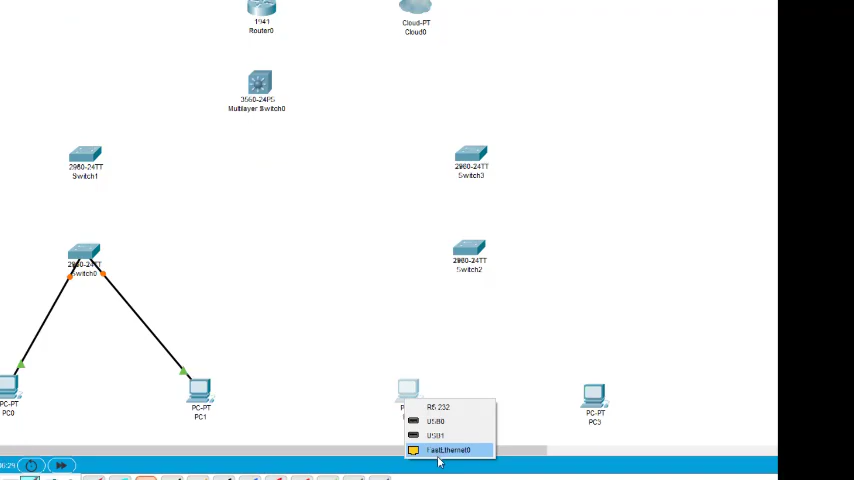 1941
Router0
Cloud-PT
Cloud0
3560-24PS
Multilayer Switch0
2960-24TT
Switch1
2960-24TT
Switch3
2960-24TT
Switch0
2960-24TT
Switch2
PC-PT
PC0
PC-PT
PC1
RS 232
USB0
USB1
FastEthernet0
PC-PT
PC3